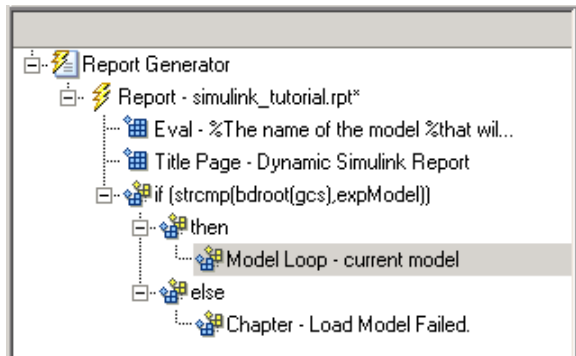 Report Generator
Report - simulink_tutorial.rpt*
Eval - %The name of the model %that wil...
Title Page - Dynamic Simulink Report
if (strcmp(bdroot(gcs),expModel))
then
Model Loop - current model
else
Chapter - Load Model Failed.